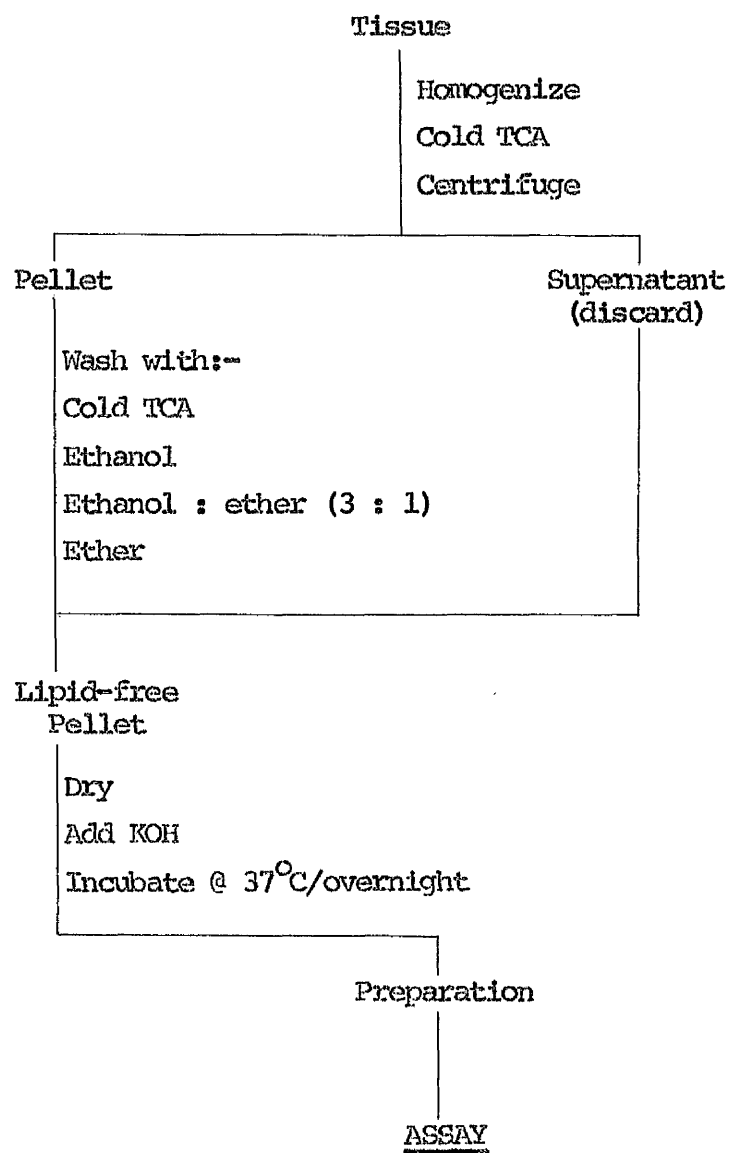 Tissue
Homogenize
Cold TCA
Centrifuge
Pellet
Supernatant
(discard)
Wash with:-
Cold TCA
Ethanol
Ethanol : ether (3 : 1)
Ether
Lipid-free
Pellet
Dry
Add KOH
Incubate @ 37°C/overnight
Preparation
ASSAY